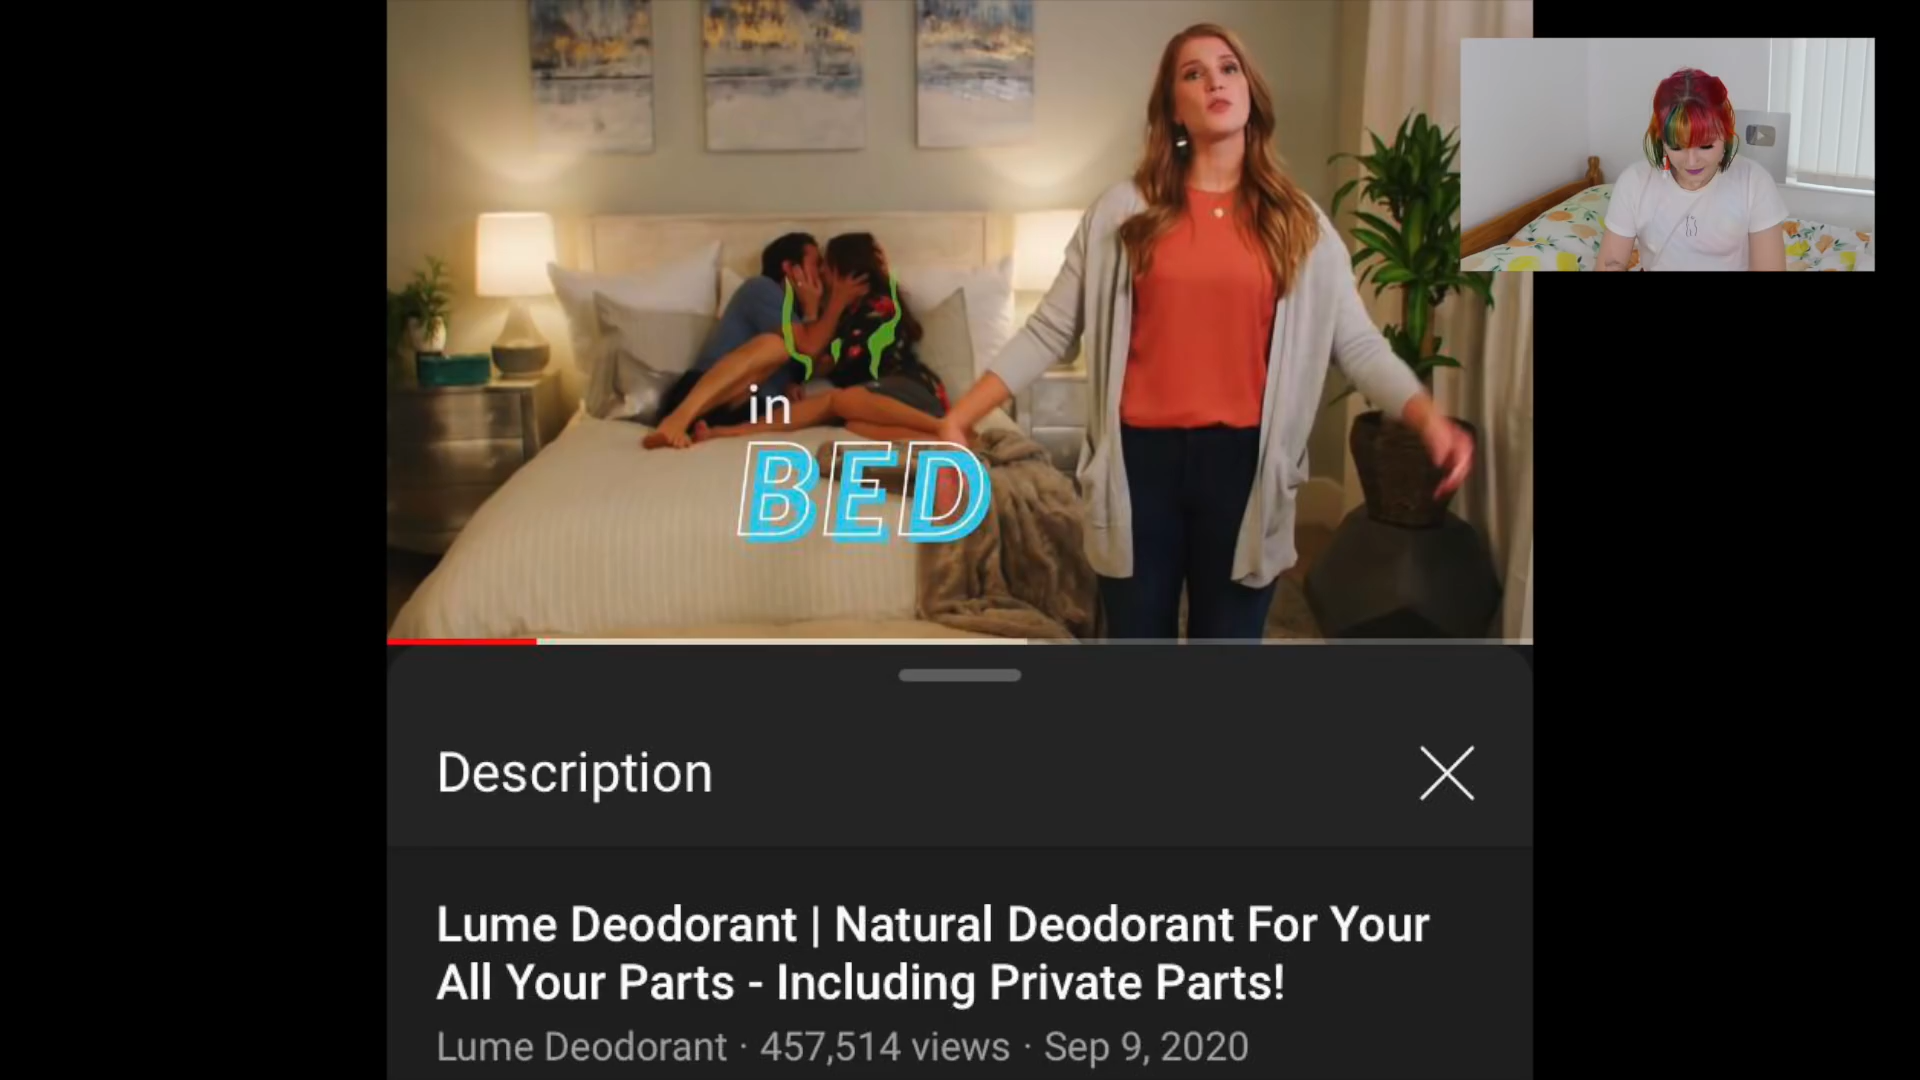 in
BED
Description
Lume Deodorant | Natural Deodorant For Your
All Your Parts - Including Private Parts!
Lume Deodorant · 457,514 views · Sep 9, 2020